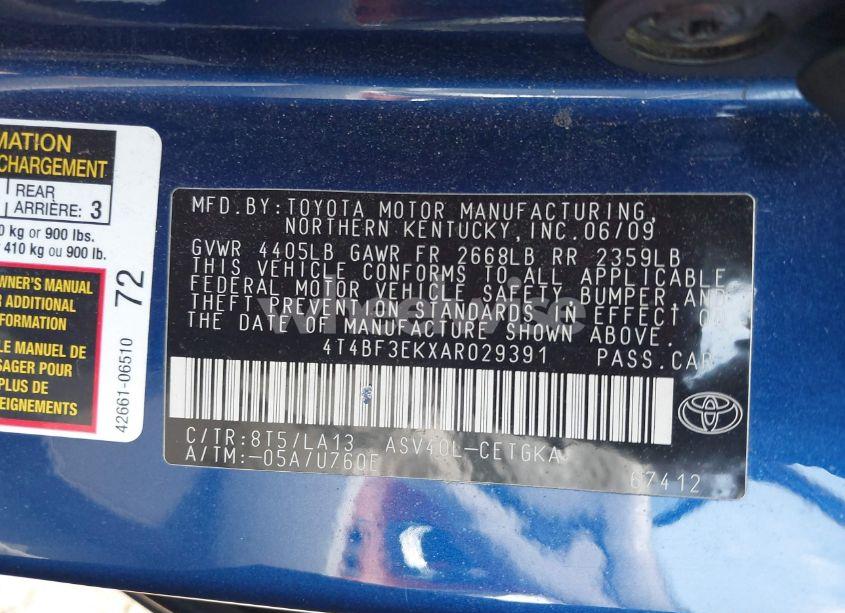 MATION
CHARGEMENT
REAR
ARRIÈRE: 3
0 kg or 900 lbs.
410 kg ou 900 lb.
OWNER'S MANUAL
R ADDITIONAL
FORMATION
LE MANUEL DE
SAGER POUR
PLUS DE
SEIGNEMENTS
42661-06510
72
MFD.BY:TOYOTA MOTOR MANUFACTURING,
NORTHERN KENTUCKY,INC.06/09
GVWR 4405LB GAWR FR 2668LB RR 2359LB
THIS VEHICLE CONFORMS TO ALL APPLICABLE
FEDERAL MOTOR VEHICLE SAFETY BUMPER,AND
THEFT PREVENTION STANDARDS IN EFFECT ON
THE DATE OF MANUFACTURE SHOWN ABOVE.
4T4BF3EKXAR029391 PASS.CAR
C/TR:8T5/LA13 ASV40L-CETGKA
A/TM:-05A/U760E
67412